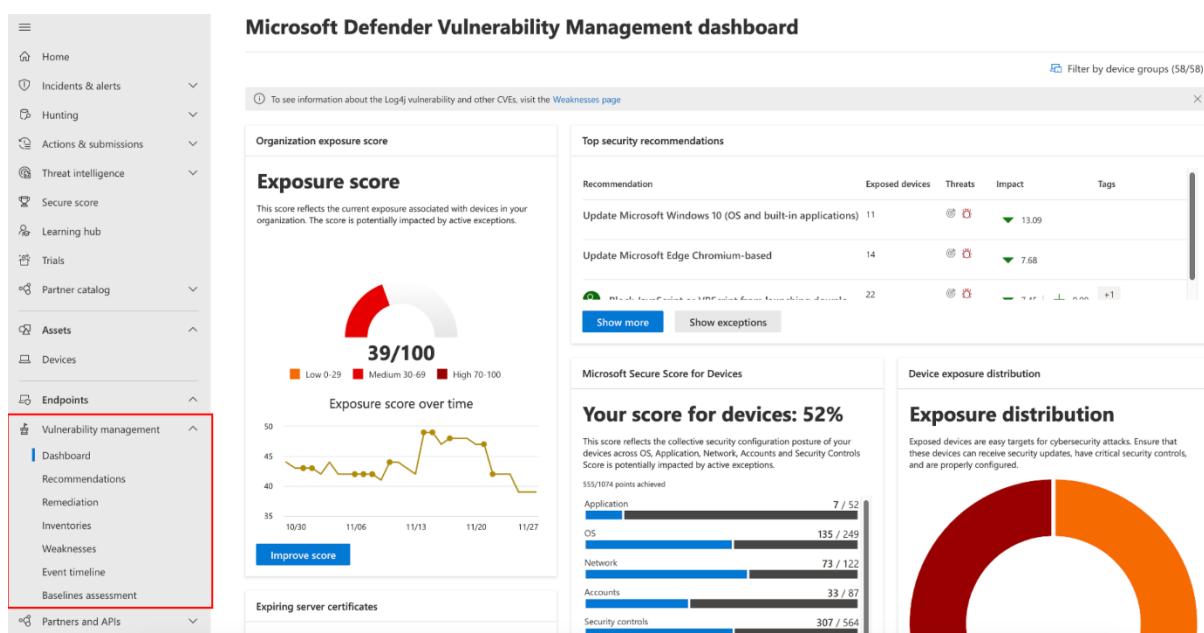 Microsoft Defender Vulnerability Management dashboard
Home
Incidents & alerts
Hunting
Actions & submissions
Threat intelligence
Secure score
Learning hub
Trials
Partner catalog
Assets
Devices
Endpoints
Vulnerability management
Dashboard
Recommendations
Remediation
Inventories
Weaknesses
Event timeline
Baselines assessment
Partners and APIs
Filter by device groups (58/58)
To see information about the Log4j vulnerability and other CVEs, visit the Weaknesses page
Organization exposure score
Exposure score
This score reflects the current exposure associated with devices in your
organization. The score is potentially impacted by active exceptions.
39/100
Low 0-29 Medium 30-69 High 70-100
Exposure score over time
50
45
40
35
10/30 11/06 11/13 11/20 11/27
Improve score
Expiring server certificates
Top security recommendations
Recommendation Exposed devices Threats Impact Tags
Update Microsoft Windows 10 (OS and built-in applications) 11 13.09
Update Microsoft Edge Chromium-based 14 7.68
22 +1
Show more Show exceptions
Microsoft Secure Score for Devices
Your score for devices: 52%
This score reflects the collective security configuration posture of your
devices across OS, Application, Network, Accounts and Security Controls
Score is potentially impacted by active exceptions.
555/1074 points achieved
Application 7 / 52
OS 135 / 249
Network 73 / 122
Accounts 33 / 87
Security controls 307 / 564
Device exposure distribution
Exposure distribution
Exposed devices are easy targets for cybersecurity attacks. Ensure that
these devices can receive security updates, have critical security controls,
and are properly configured.